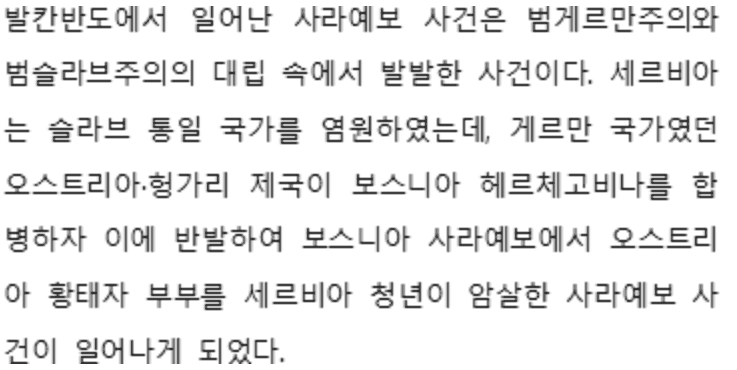 발칸반도에서 일어난 사라예보 사건은 범게르만주의와
범슬라브주의의 대립 속에서 발발한 사건이다. 세르비아
는 슬라브 통일 국가를 염원하였는데, 게르만 국가였던
오스트리아·헝가리 제국이 보스니아 헤르체고비나를 합
병하자 이에 반발하여 보스니아 사라예보에서 오스트리
아 황태자 부부를 세르비아 청년이 암살한 사라예보 사
건이 일어나게 되었다.